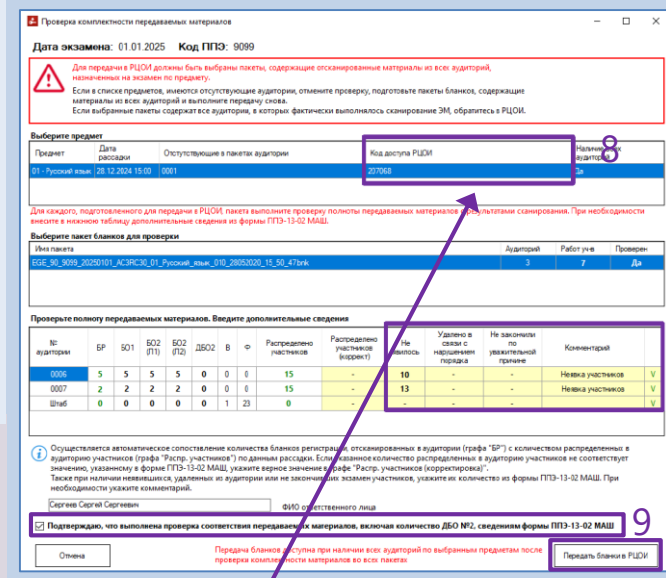 Проверка комплектности передаваемых материалов
Дата экзамена: 01.01.2025 Код ППЭ: 9099
Для передачи в РЦОИ должны быть выбраны пакеты, содержащие отсканированные материалы из всех аудиторий,
назначенных на экзамен по предмету.
Если в списке предметов, имеются отсутствующие аудитории, отмените проверку, подготовьте пакеты бланков, содержащие
материалы из всех аудиторий и выполните передачу снова.
Если выбранные пакеты содержат все аудитории, в которых фактически выполнялось сканирование ЭМ, обратитесь в РЦОИ.
Выберите предмет
Предмет Дата рассадки Отсутствующие в пакетах аудитории Код доступа РЦОИ Наличие всех аудиторий
8
01 - Русский язык 28.12.2024 15:00 0001 207068 Да
Для каждого, подготовленного для передачи в РЦОИ, пакета выполните проверку полноты передаваемых материалов с результатами сканирования. При необходимости
внесите в нижнюю таблицу дополнительные сведения из формы ППЭ-13-02 МАШ.
Выберите пакет бланков для проверки
Имя пакета Аудиторий Работ уч-в Проверен
EGE_90_9099_20250101_AC3RC30_01_Русский_язык_010_28052020_15_50_47bnk 3 7 Да
Проверьте полноту передаваемых материалов. Введите дополнительные сведения
№ аудитории БР БО1 БО2 (Л1) БО2 (Л2) ДБО2 В Ф Распределено участников Распределено участников (коррект) Не явилось Удалено в связи с нарушением порядка Не закончили по уважительной причине Комментарий
0006 5 5 5 5 0 0 0 15 - 10 - - Неявка участников V
0007 2 2 2 2 0 0 0 15 - 13 - - Неявка участников V
Штаб 0 0 0 0 0 1 23 0 - - - - V
Осуществляется автоматическое сопоставление количества бланков регистрации, отсканированных в аудитории (графа "БР") с количеством распределенных в
аудиторию участников (графа "Распр. участников") по данным рассадки. Если указанное количество распределенных в аудиторию участников не соответствует
значению, указанному в форме ППЭ-13-02 МАШ, укажите верное значение в графе "Распр. участников (корректировка)".
Также при наличии неявившихся, удаленных из аудитории или не закончивших экзамен участников, укажите их количество из формы ППЭ-13-02 МАШ. При
необходимости укажите комментарий.
Сергеев Сергей Сергеевич ФИО ответственного лица
Подтверждаю, что выполнена проверка соответствия передаваемых материалов, включая количество ДБО №2, сведениям формы ППЭ-13-02 МАШ
9
Отмена
Передача бланков доступна при наличии всех аудиторий по выбранным предметам после
проверки комплектности материалов во всех пакетах
Передать бланки в РЦОИ